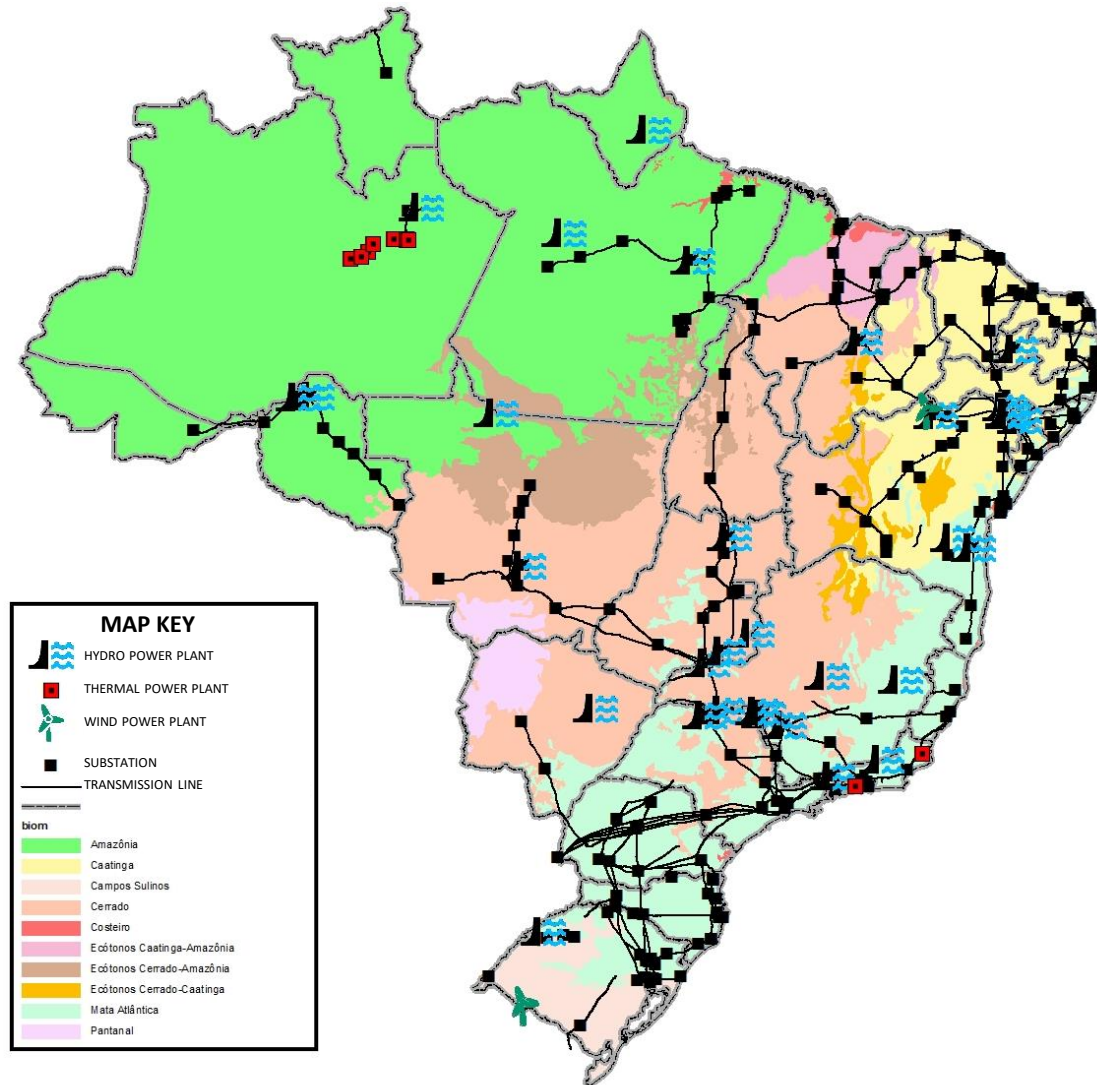 MAP KEY
HYDRO POWER PLANT
THERMAL POWER PLANT
WIND POWER PLANT
SUBSTATION
TRANSMISSION LINE
biom
Amazônia
Caatinga
Campos Sulinos
Cerrado
Costeiro
Ecótonos Caatinga-Amazônia
Ecótonos Cerrado-Amazônia
Ecótonos Cerrado-Caatinga
Mata Atlântica
Pantanal